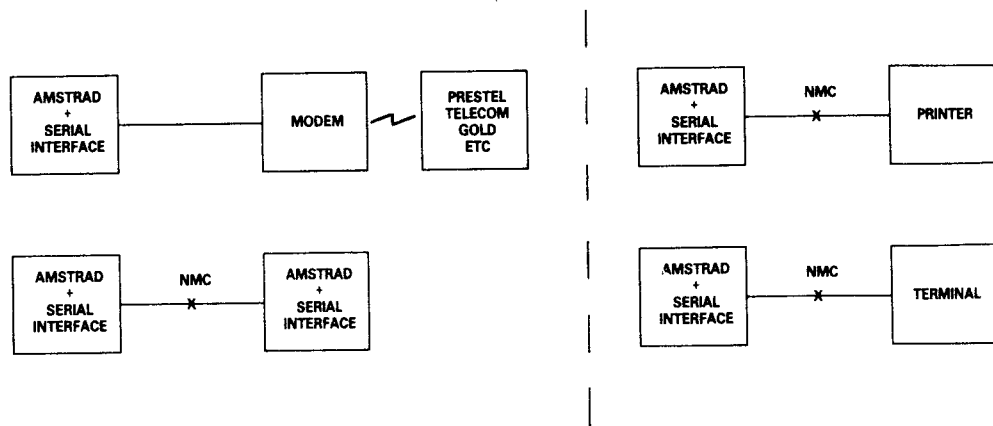 AMSTRAD
+
SERIAL
INTERFACE
MODEM
PRESTEL
TELECOM
GOLD
ETC
AMSTRAD
+
SERIAL
INTERFACE
NMC
AMSTRAD
+
SERIAL
INTERFACE
AMSTRAD
+
SERIAL
INTERFACE
NMC
PRINTER
AMSTRAD
+
SERIAL
INTERFACE
NMC
TERMINAL